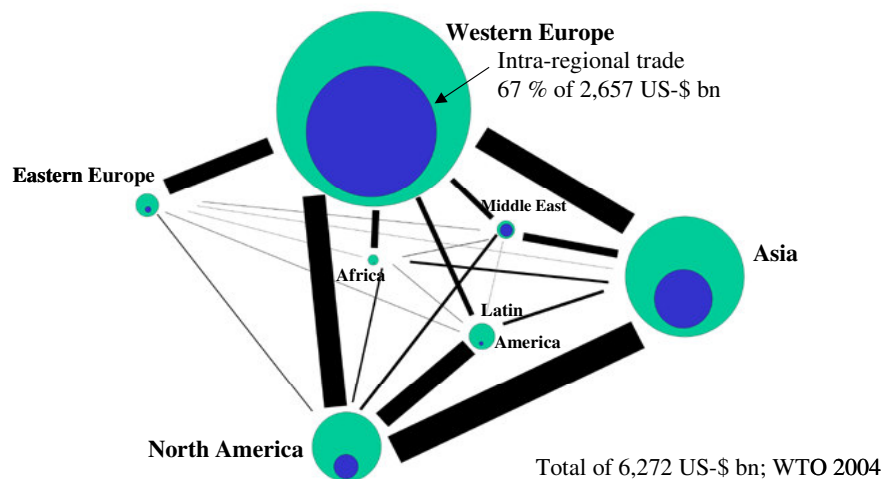 Western Europe
Intra-regional trade
67 % of 2,657 US-$ bn
Eastern Europe
Middle East
Asia
Africa
Latin
America
North America
Total of 6,272 US-$ bn; WTO 2004